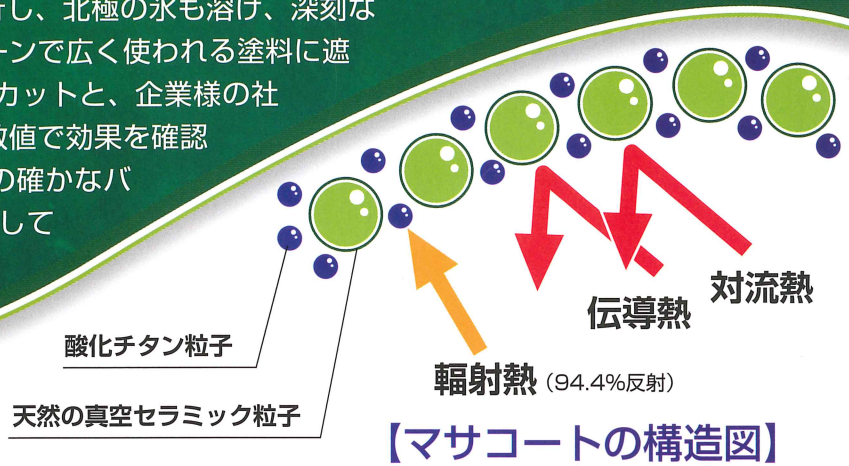 し、北極の氷も溶け、深刻な
ーンで広く使われる塗料に遮
カットと、企業様の社
数値で効果を確認
の確かなバ
して
対流熱
伝導熱
酸化チタン粒子
輻射熱（94.4%反射）
天然の真空セラミック粒子
【マサコートの構造図】